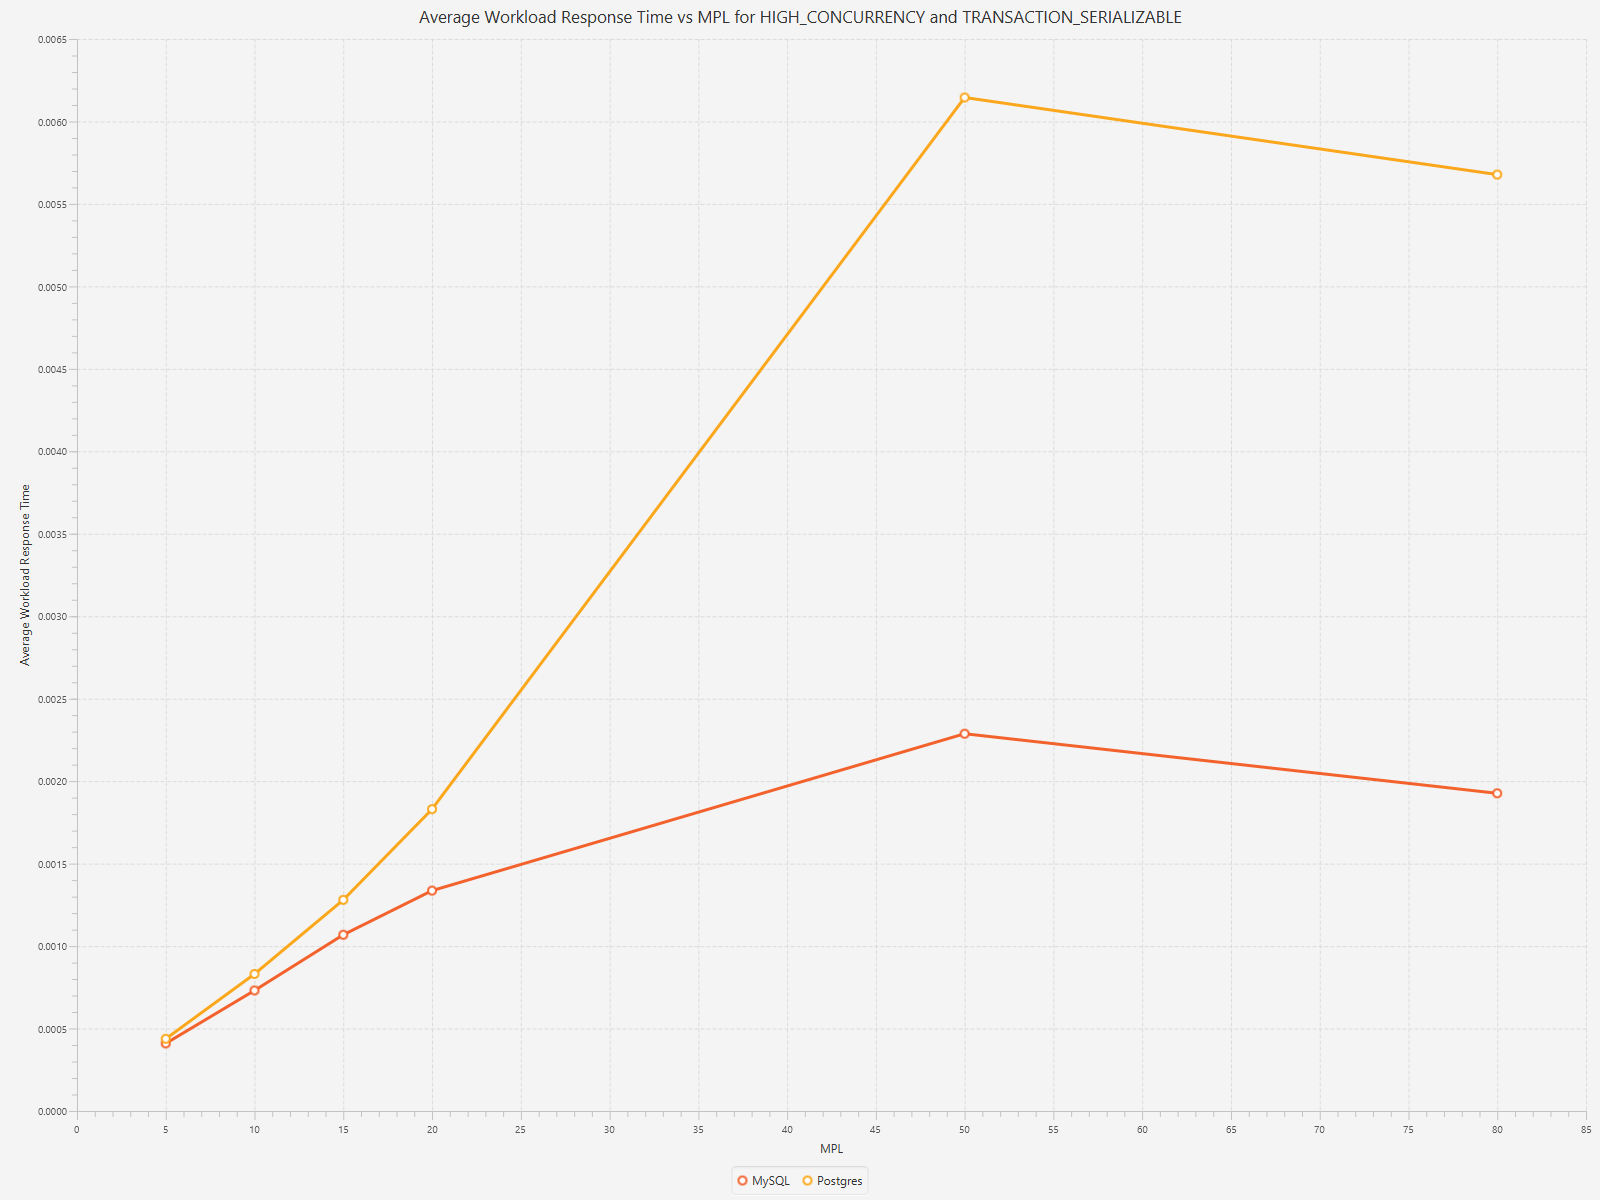 Average Workload Response Time vs MPL for HIGH_CONCURRENCY and TRANSACTION_SERIALIZABLE
0.0065
0.0060
0.0055
0.0050
0.0045
0.0040
0.0035
0.0030
0.0025
0.0020
0.0015
0.0010
0.0005
0.0000
Average Workload Response Time
0 5 10 15 20 25 30 35 40 45 50 55 60 65 70 75 80 85
MPL
MySQL Postgres